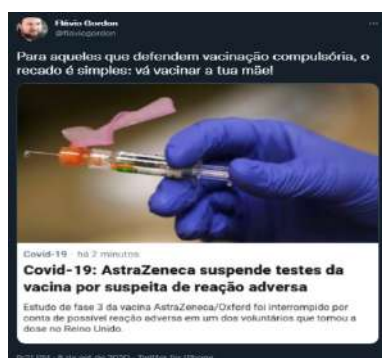 Flávio Gordon
@flaviogordon
Para aqueles que defendem vacinação compulsória, o
recado é simples: vá vacinar a tua mãe!
Covid-19 · há 2 minutos
Covid-19: AstraZeneca suspende testes da
vacina por suspeita de reação adversa
Estudo de fase 3 da vacina AstraZeneca/Oxford foi interrompido por
conta de possível reação adversa em um dos voluntários que tomou a
dose no Reino Unido.